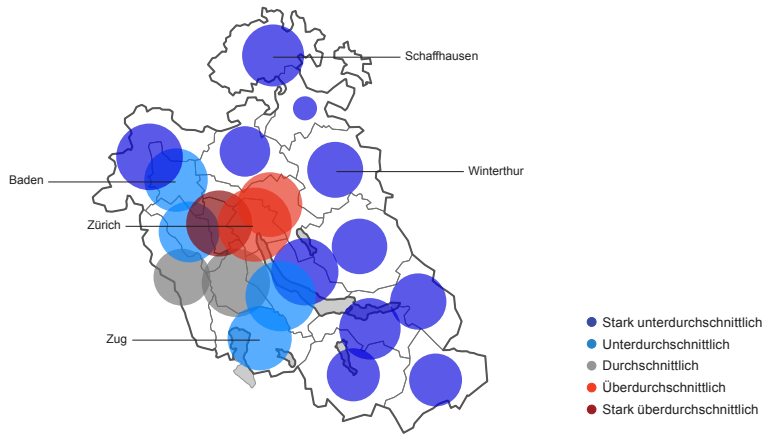 Schaffhausen
Winterthur
Baden
Zürich
Zug
Stark unterdurchschnittlich
Unterdurchschnittlich
Durchschnittlich
Überdurchschnittlich
Stark überdurchschnittlich